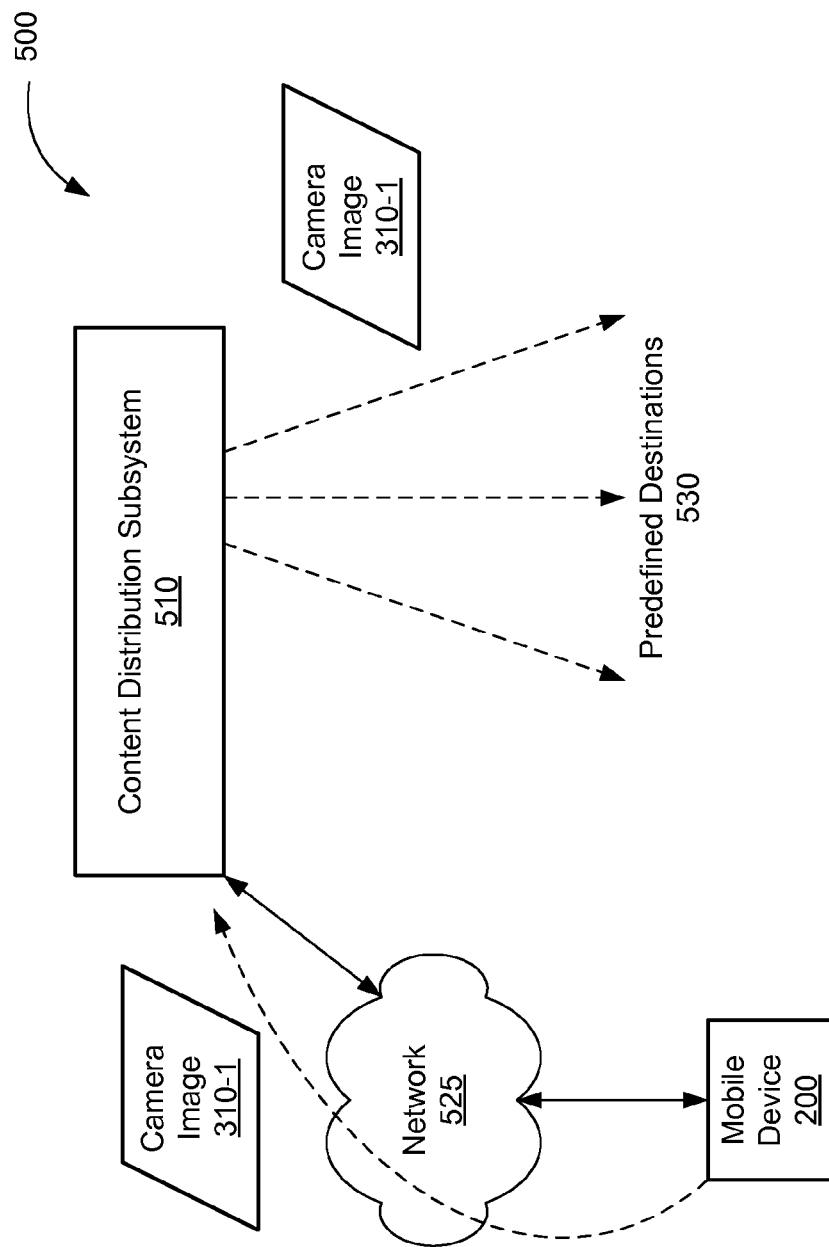 500
Content Distribution Subsystem
510
Camera
Image
310-1
Camera
Image
310-1
Network
525
Predefined Destinations
530
Mobile
Device
200